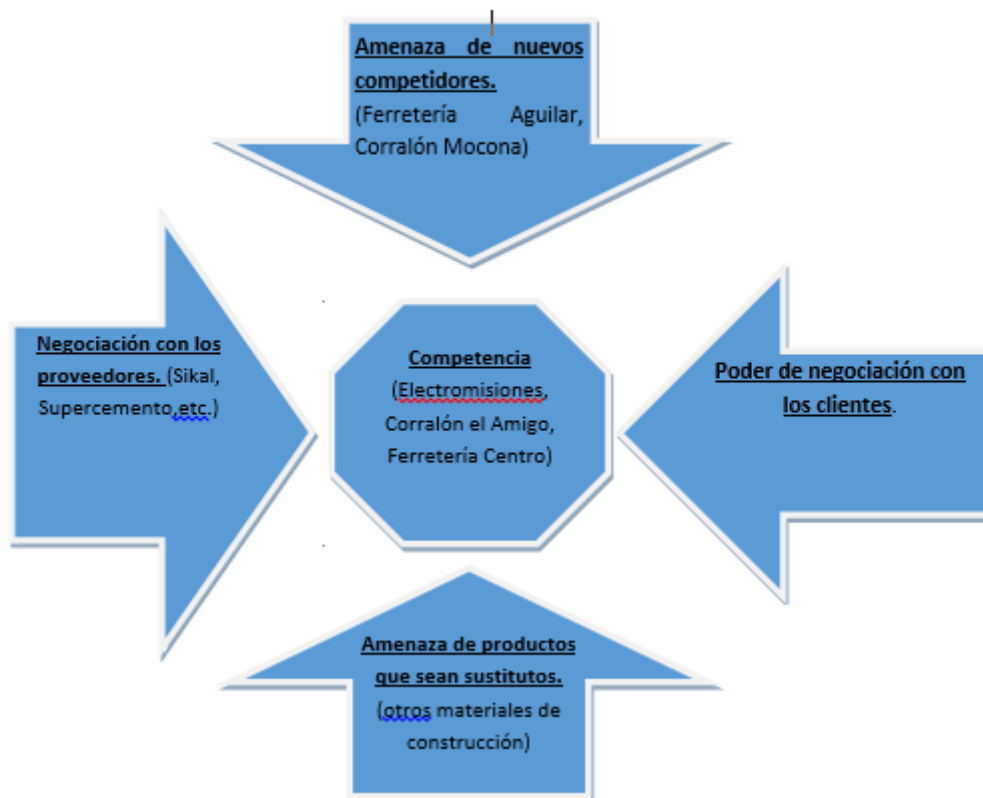 Amenaza de nuevos
competidores.
(Ferretería Aguilar,
Corralón Mocona)
Negociación con los
proveedores. (Sikal,
Supercemento,etc.)
Competencia
(Electromisiones,
Corralón el Amigo,
Ferretería Centro)
Poder de negociación con
los clientes.
Amenaza de productos
que sean sustitutos.
(otros materiales de
construcción)